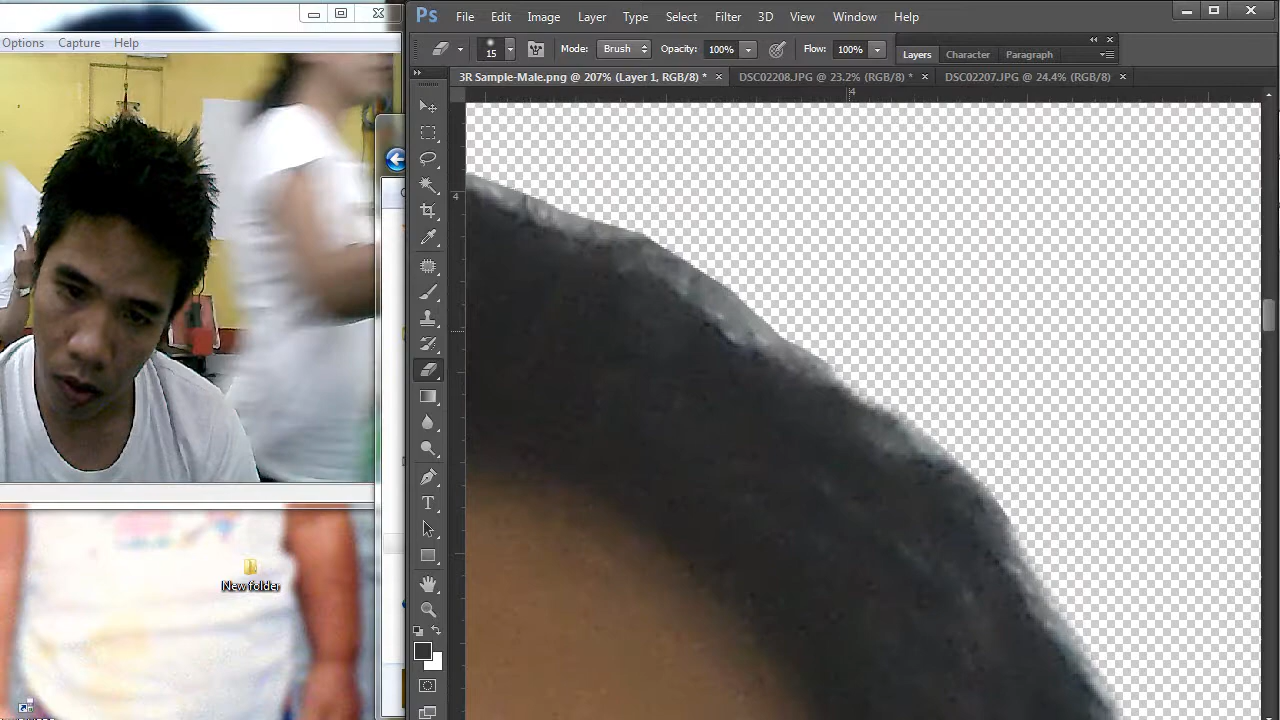 Ps File Edit Image Layer Type Select Filter 3D View Window Help
Options Capture Help
15 Mode: Brush Opacity: 100% Flow: 100%
Layers Character Paragraph
3R Sample-Male.png @ 207% (Layer 1, RGB/8) * × DSC02208.JPG @ 23.2% (RGB/8) * × DSC02207.JPG @ 24.4% (RGB/8) ×
4
4
T
New folder